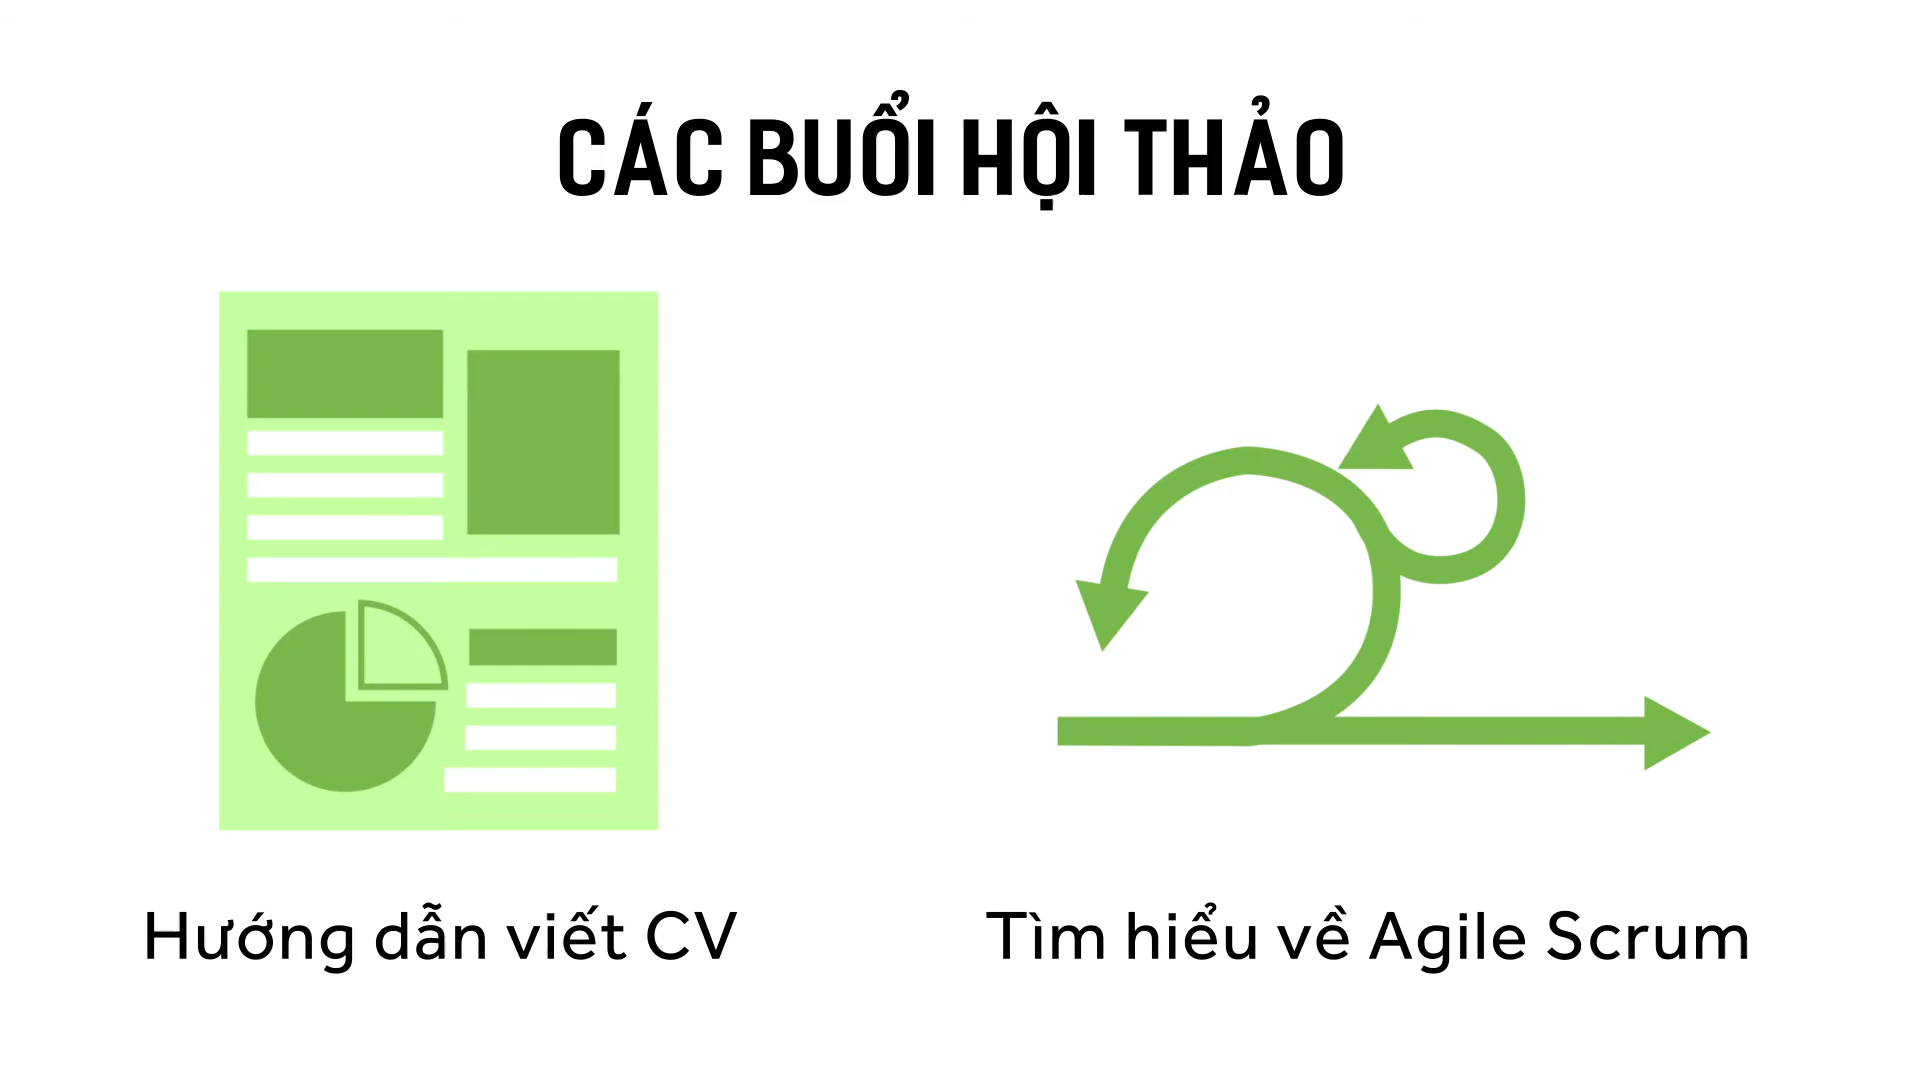 CÁC BUỔI HỘI THẢO
Hướng dẫn viết CV
Tìm hiểu về Agile Scrum